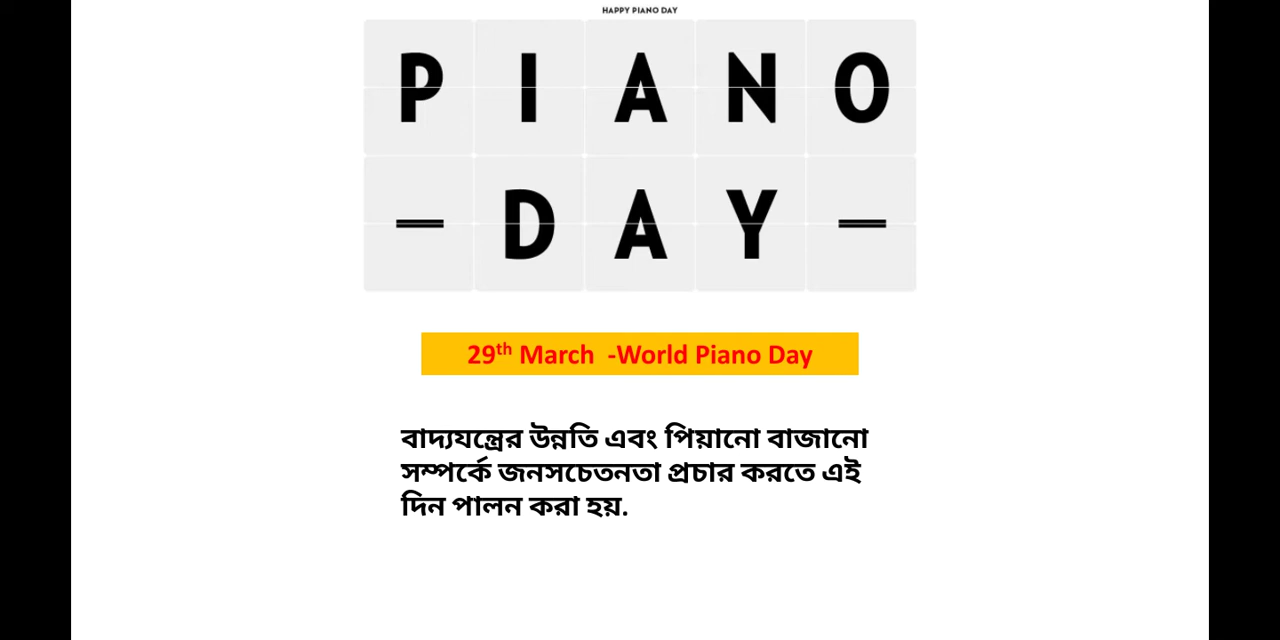 HAPPY PIANO DAY
P I A N O
– D A Y –
29th March -World Piano Day
বাদ্যযন্ত্রের উন্নতি এবং পিয়ানো বাজানো
সম্পর্কে জনসচেতনতা প্রচার করতে এই
দিন পালন করা হয়.